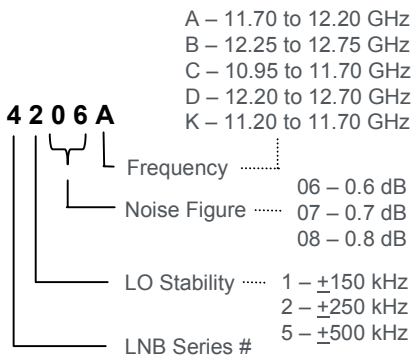 A – 11.70 to 12.20 GHz
B – 12.25 to 12.75 GHz
C – 10.95 to 11.70 GHz
D – 12.20 to 12.70 GHz
K – 11.20 to 11.70 GHz
4 2 0 6 A
Frequency
06 – 0.6 dB
Noise Figure
07 – 0.7 dB
08 – 0.8 dB
LO Stability
1 – ±150 kHz
2 – ±250 kHz
5 – ±500 kHz
LNB Series #